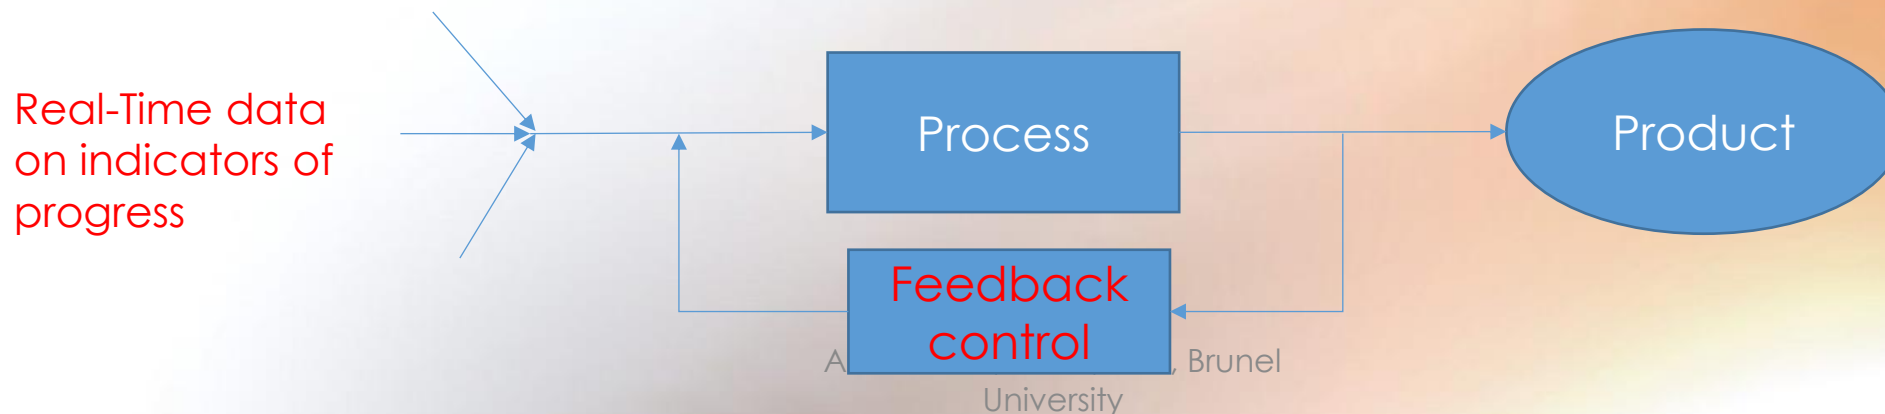 Real-Time data
on indicators of
progress
Process
Product
Feedback
control
A
, Brunel
University